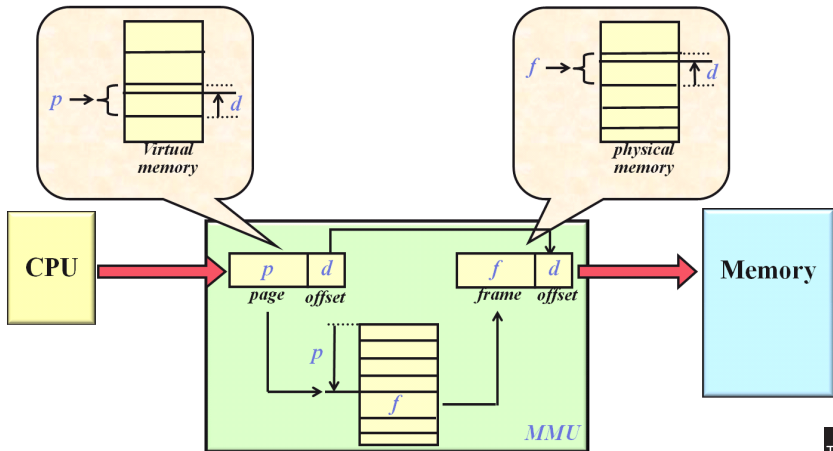 p
d
Virtual
memory
f
d
physical
memory
CPU
p
d
page
offset
f
d
frame
offset
Memory
p
f
MMU